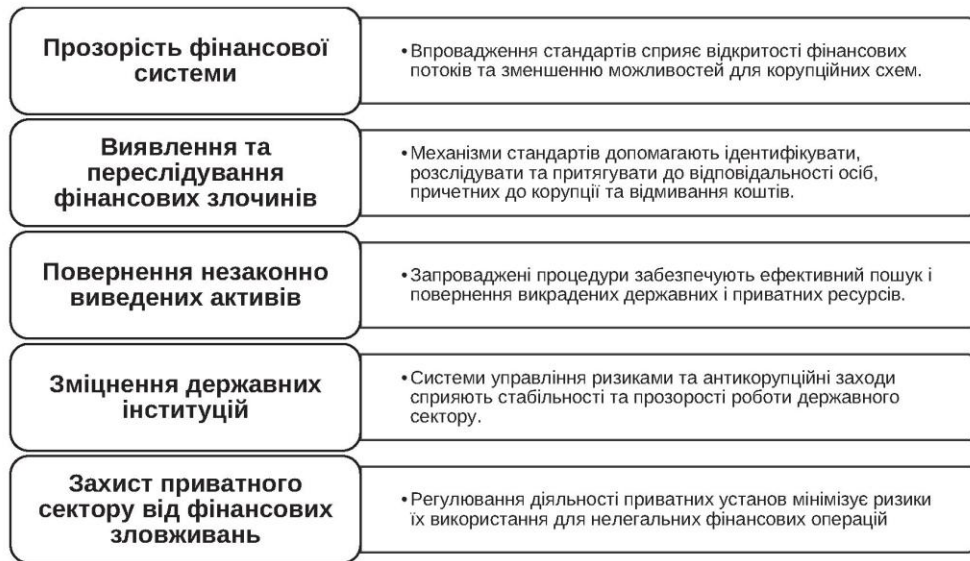 Прозорість фінансової
системи
• Впровадження стандартів сприяє відкритості фінансових
потоків та зменшенню можливостей для корупційних схем.
Виявлення та
переслідування
фінансових злочинів
• Механізми стандартів допомагають ідентифікувати,
розслідувати та притягувати до відповідальності осіб,
причетних до корупції та відмивання коштів.
Повернення незаконно
виведених активів
• Запроваджені процедури забезпечують ефективний пошук і
повернення викрадених державних і приватних ресурсів.
Зміцнення державних
інституцій
• Системи управління ризиками та антикорупційні заходи
сприяють стабільності та прозорості роботи державного
сектору.
Захист приватного
сектору від фінансових
зловживань
• Регулювання діяльності приватних установ мінімізує ризики
їх використання для нелегальних фінансових операцій